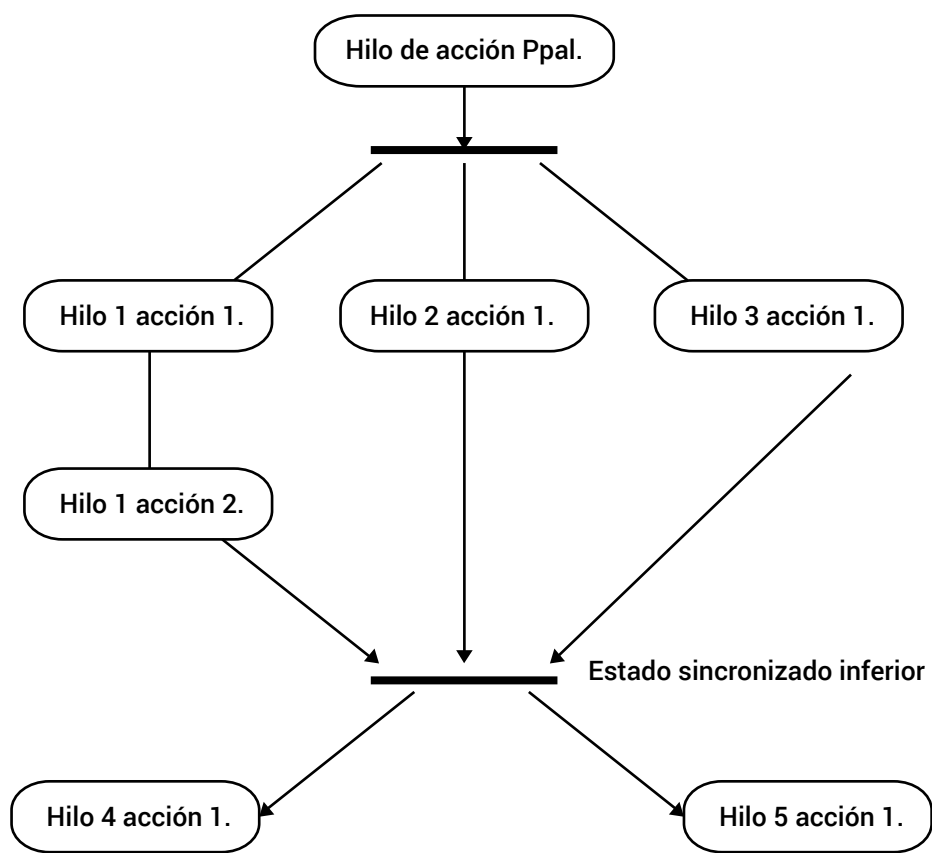 Hilo de acción Ppal.
Hilo 1 acción 1.
Hilo 2 acción 1.
Hilo 3 acción 1.
Hilo 1 acción 2.
Estado sincronizado inferior
Hilo 4 acción 1.
Hilo 5 acción 1.